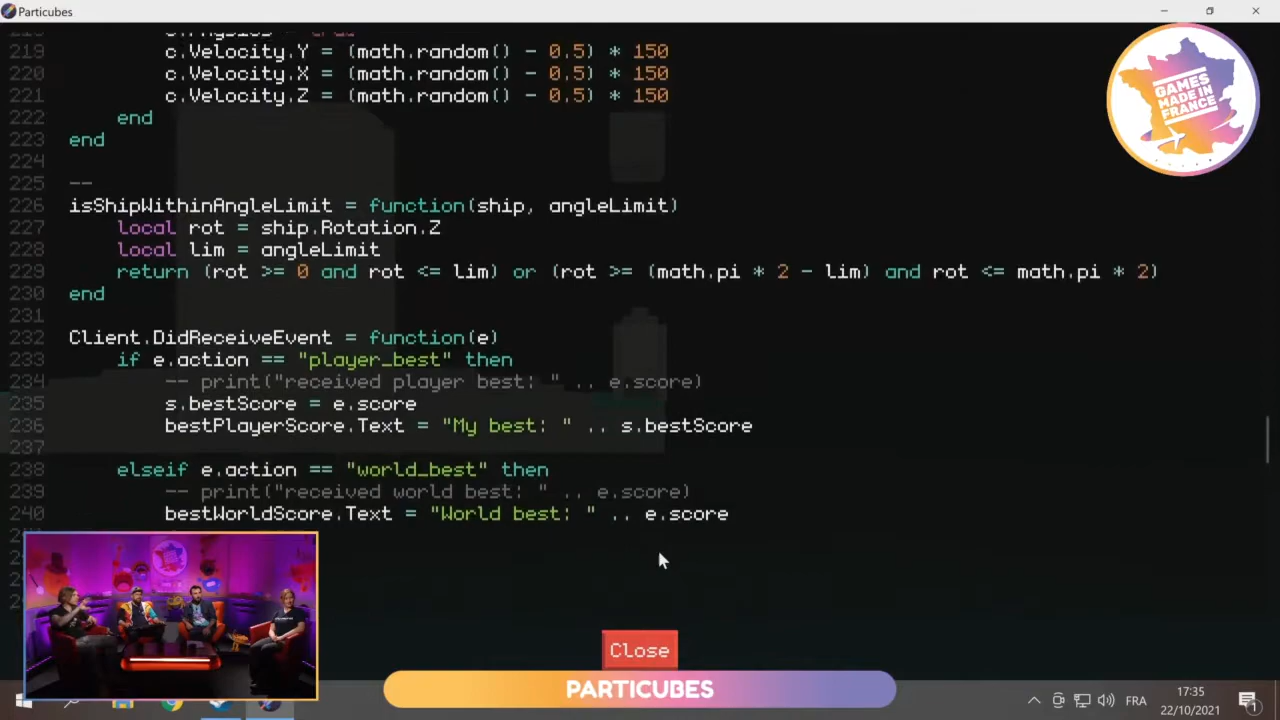 Particubes
219 c.Velocity.Y = (math.random() - 0.5) * 150
220 c.Velocity.X = (math.random() - 0.5) * 150
221 c.Velocity.Z = (math.random() - 0.5) * 150
222 end
223 end
224
225 --
226 isShipWithinAngleLimit = function(ship, angleLimit)
227 local rot = ship.Rotation.Z
228 local lim = angleLimit
229 return (rot >= 0 and rot <= lim) or (rot >= (math.pi * 2 - lim) and rot <= math.pi * 2)
230 end
231
232 Client.DidReceiveEvent = function(e)
233 if e.action == "player_best" then
234 -- print("received player best: " .. e.score)
235 s.bestScore = e.score
236 bestPlayerScore.Text = "My best: " .. s.bestScore
237
238 elseif e.action == "world_best" then
239 -- print("received world best: " .. e.score)
240 bestWorldScore.Text = "World best: " .. e.score
GAMES
MADE IN
FRANCE
Close
PARTICUBES
FRA
17:35
22/10/2021
1